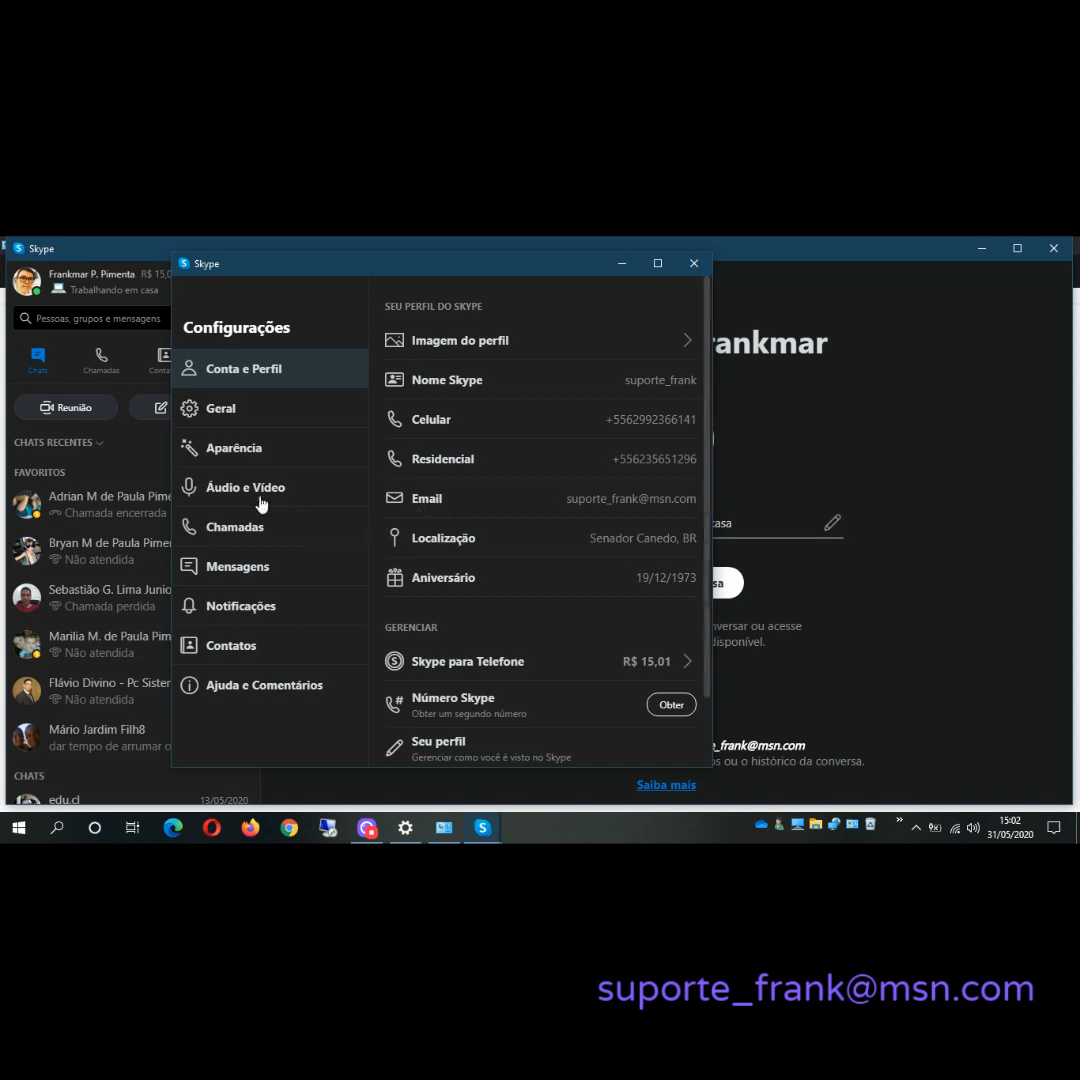 Skype
Frankmar P. Pimenta R$ 15,0
Trabalhando em casa
Pessoas, grupos e mensagens
Chats
Chamadas
Conta
Reunião
CHATS RECENTES
FAVORITOS
Adrian M de Paula Pime
Chamada encerrada
Bryan M de Paula Pimen
Não atendida
Sebastião G. Lima Junio
Chamada perdida
Marilia M. de Paula Pim
Não atendida
Flávio Divino - Pc Sister
Não atendida
Mário Jardim Filh8
dar tempo de arrumar o
CHATS
edu.cl 13/05/2020
Skype
Configurações
Conta e Perfil
Geral
Aparência
Áudio e Vídeo
Chamadas
Mensagens
Notificações
Contatos
Ajuda e Comentários
SEU PERFIL DO SKYPE
Imagem do perfil
Nome Skype suporte_frank
Celular +5562992366141
Residencial +556235651296
Email suporte_frank@msn.com
Localização Senador Canedo, BR
Aniversário 19/12/1973
GERENCIAR
Skype para Telefone R$ 15,01
Número Skype
Obter um segundo número
Obter
Seu perfil
Gerenciar como você é visto no Skype
rankmar
casa
sa
nversar ou acesse
disponível.
_frank@msn.com
os ou o histórico da conversa.
Saiba mais
15:02
31/05/2020
suporte_frank@msn.com